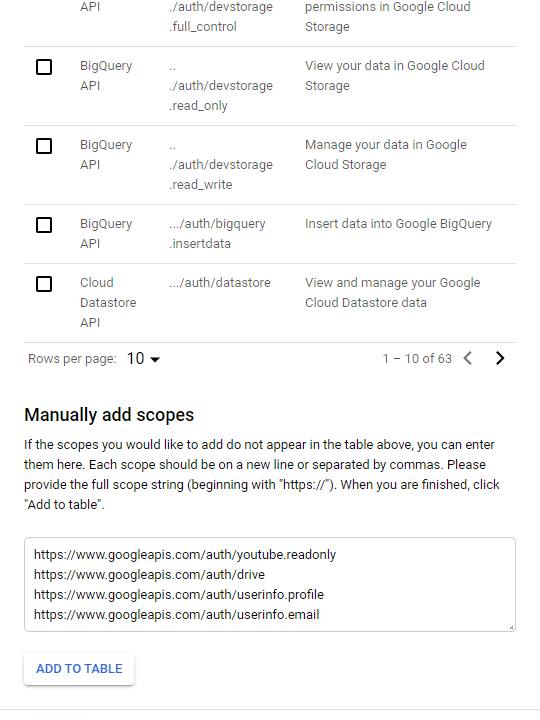 API ./auth/devstorage permissions in Google Cloud
.full_control Storage
BigQuery .. View your data in Google Cloud
API ./auth/devstorage Storage
.read_only
BigQuery .. Manage your data in Google
API ./auth/devstorage Cloud Storage
.read_write
BigQuery .../auth/bigquery Insert data into Google BigQuery
API .insertdata
Cloud .../auth/datastore View and manage your Google
Datastore Cloud Datastore data
API
Rows per page: 10 1 – 10 of 63
Manually add scopes
If the scopes you would like to add do not appear in the table above, you can enter
them here. Each scope should be on a new line or separated by commas. Please
provide the full scope string (beginning with "https://"). When you are finished, click
"Add to table".
https://www.googleapis.com/auth/youtube.readonly
https://www.googleapis.com/auth/drive
https://www.googleapis.com/auth/userinfo.profile
https://www.googleapis.com/auth/userinfo.email
ADD TO TABLE